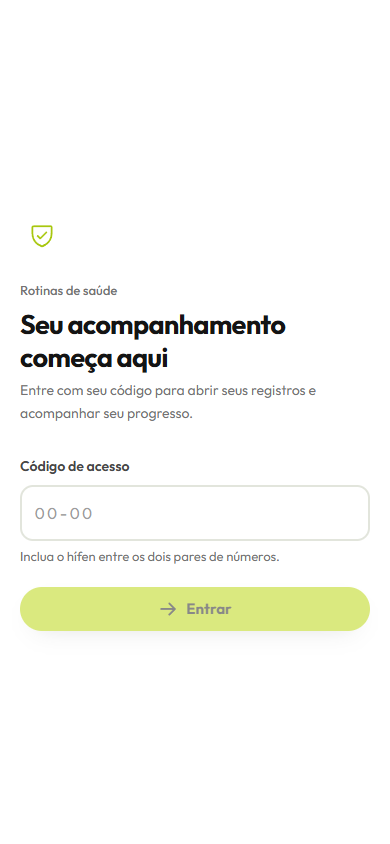 Rotinas de saúde
Seu acompanhamento
começa aqui
Entre com seu código para abrir seus registros e
acompanhar seu progresso.
Código de acesso
00-00
Inclua o hífen entre os dois pares de números.
Entrar